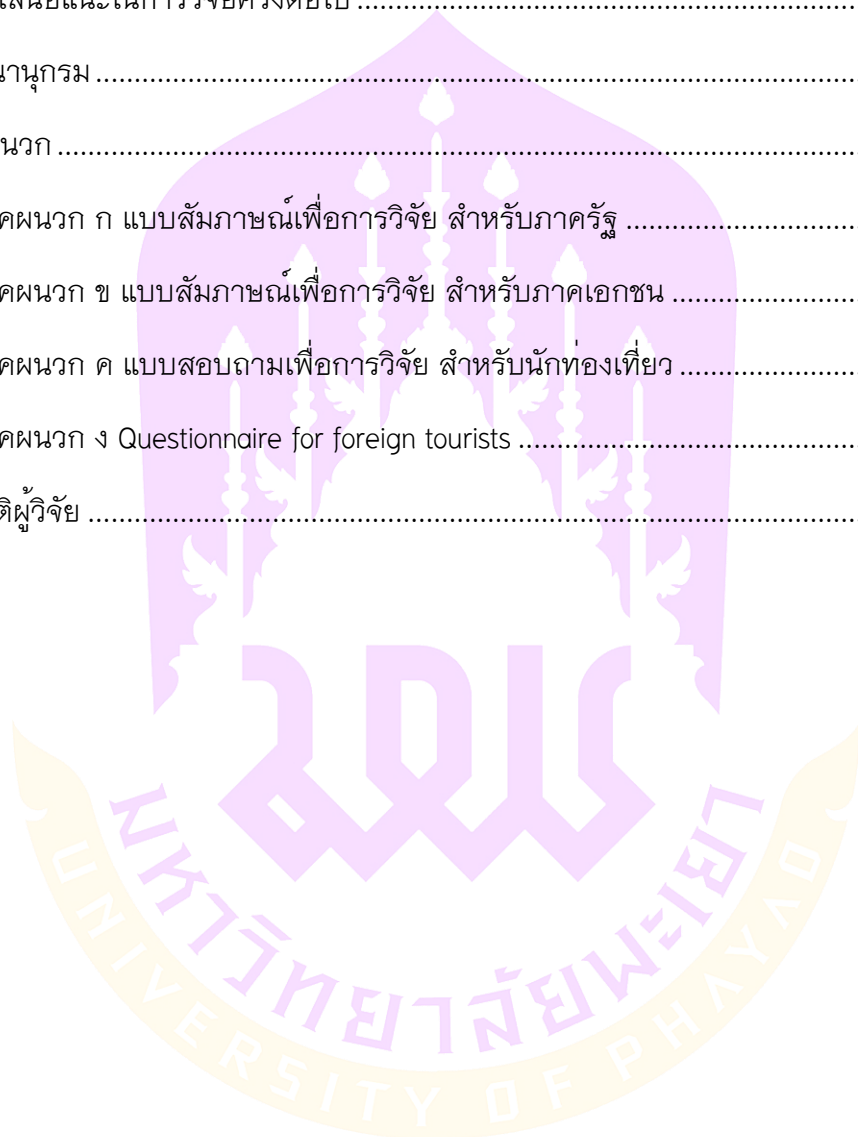 เสนอแนะในการวิจัยครั้งต่อไป ........................................................................
นานุกรม ........................................................................
นวก ........................................................................
คผนวก ก แบบสัมภาษณ์เพื่อการวิจัย สำหรับภาครัฐ ..............................
คผนวก ข แบบสัมภาษณ์เพื่อการวิจัย สำหรับภาคเอกชน ........................
คผนวก ค แบบสอบถามเพื่อการวิจัย สำหรับนักท่องเที่ยว .......................
คผนวก ง Questionnaire for foreign tourists .............................................
ติผู้วิจัย ........................................................................
มหาวิทยาลัยพะเยา
UNIVERSITY OF PHAYAO